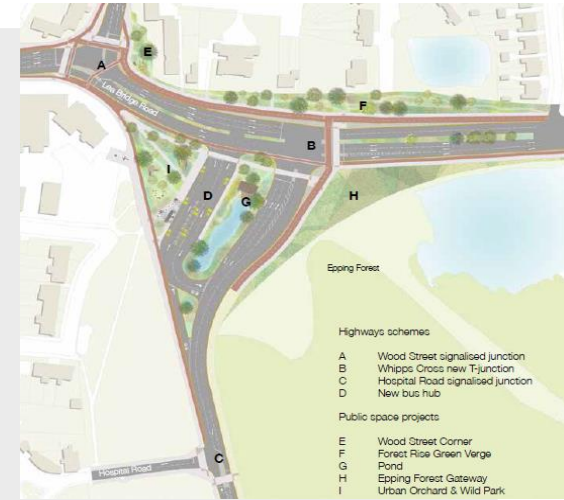 E
A
Lea Bridge Road
F
B
I
D
G
H
Epping Forest
Highways schemes
A Wood Street signalised junction
B Whipps Cross new T-junction
C Hospital Road signalised junction
D New bus hub
Public space projects
E Wood Street Corner
F Forest Rise Green Verge
G Pond
H Epping Forest Gateway
I Urban Orchard & Wild Park
C
Hospital Road